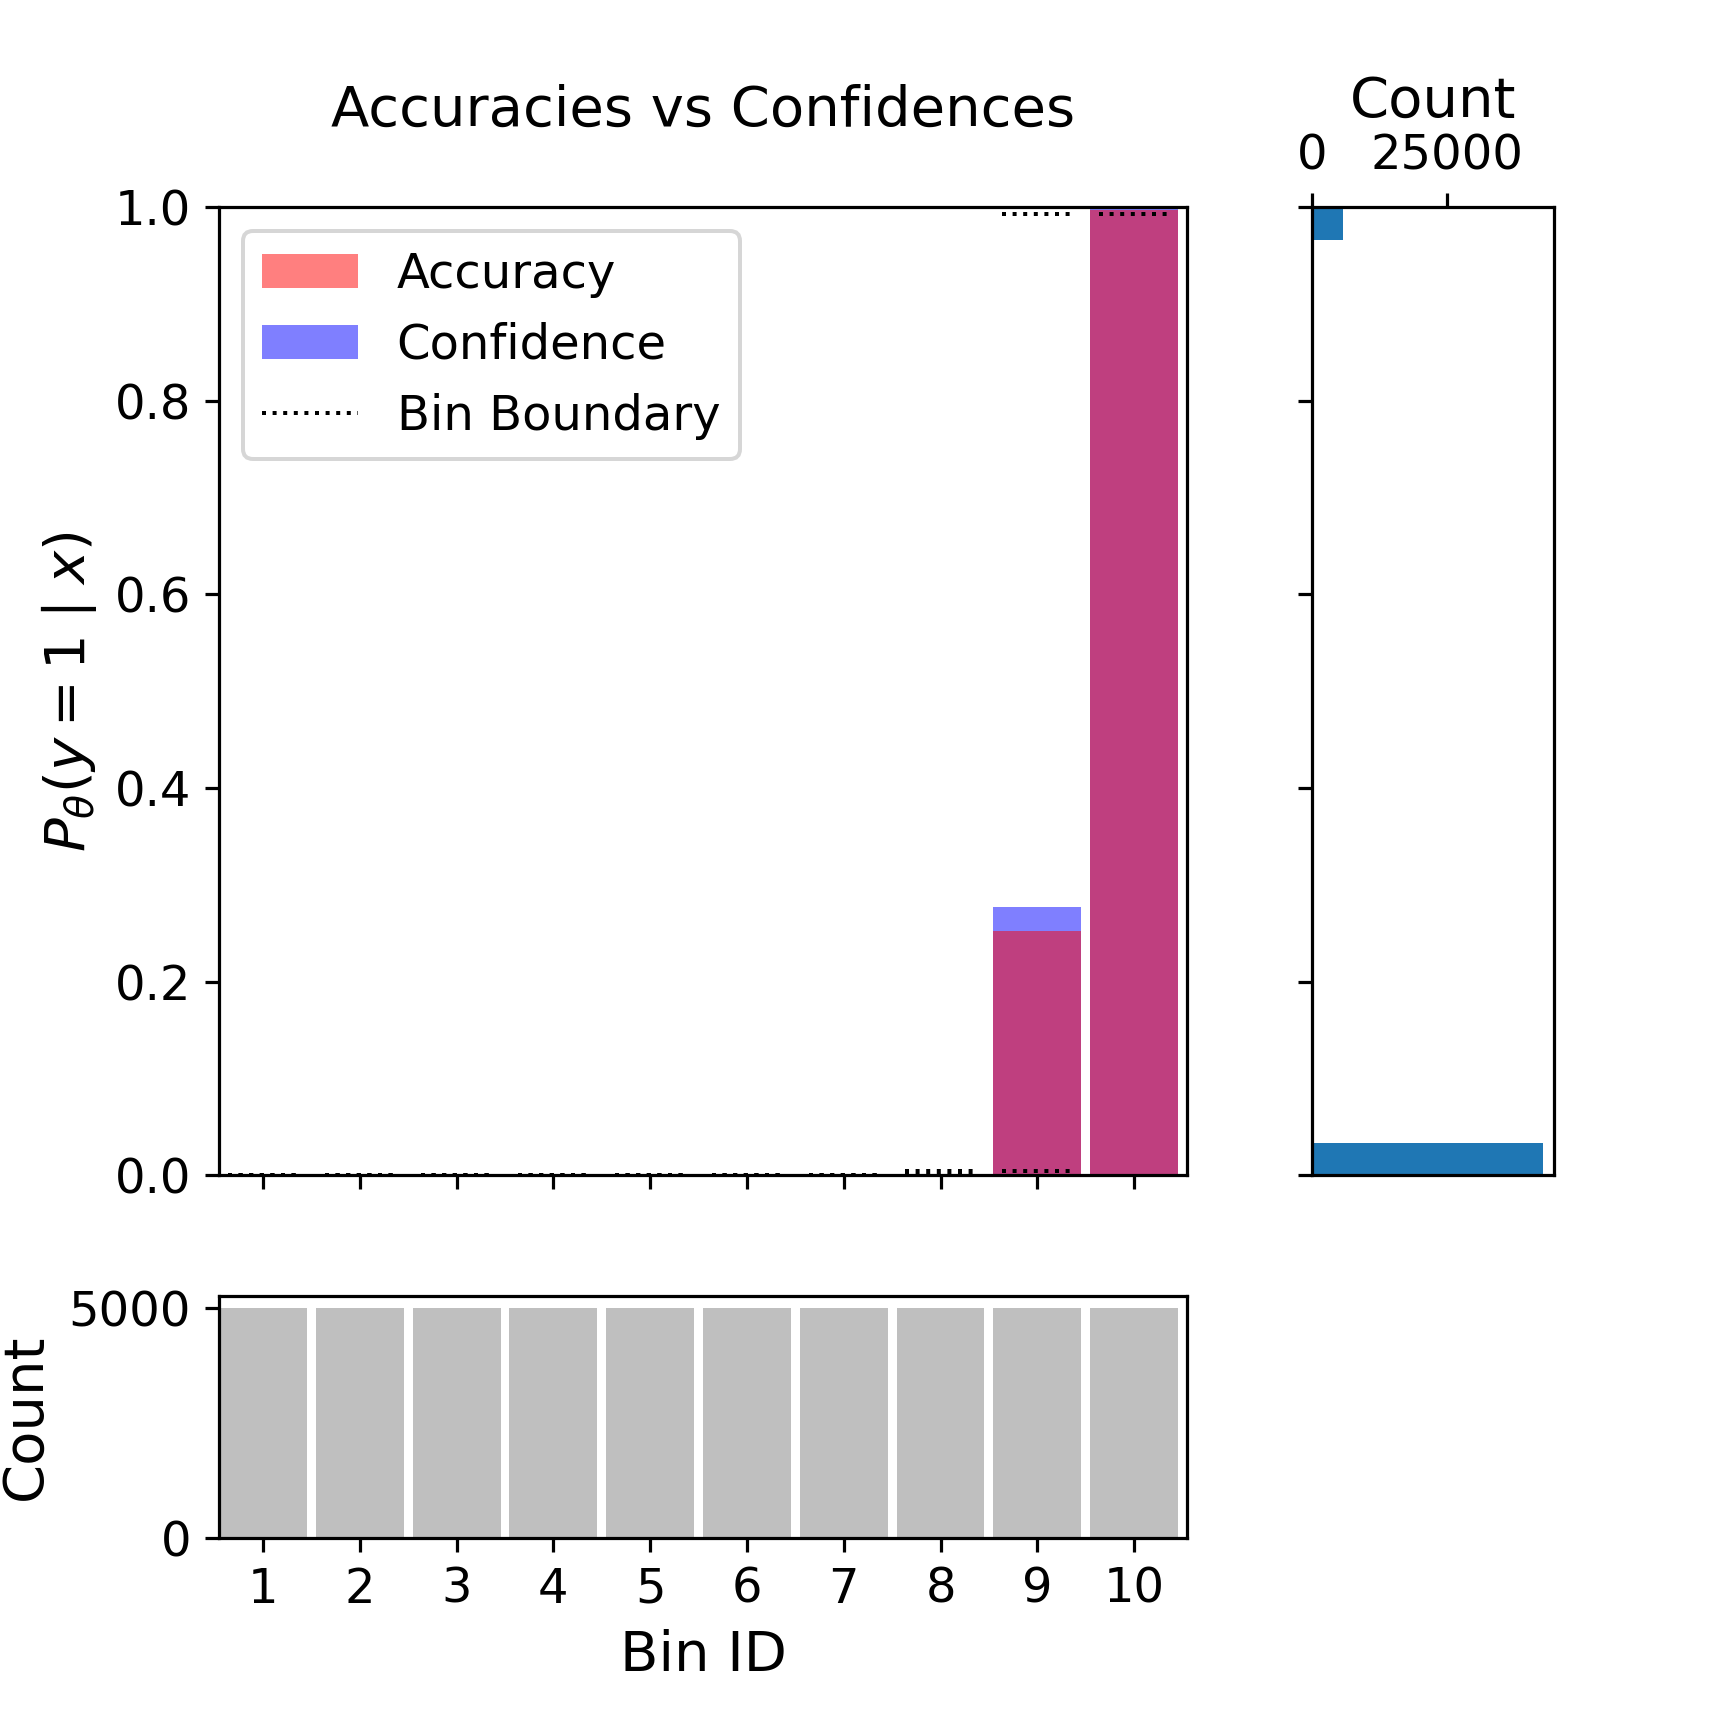 Accuracies vs Confidences
Count
0 25000
1.0
0.8
0.6
0.4
0.2
0.0
Accuracy
Confidence
Bin Boundary
P_θ(y = 1 | x)
5000
0
Count
1 2 3 4 5 6 7 8 9 10
Bin ID